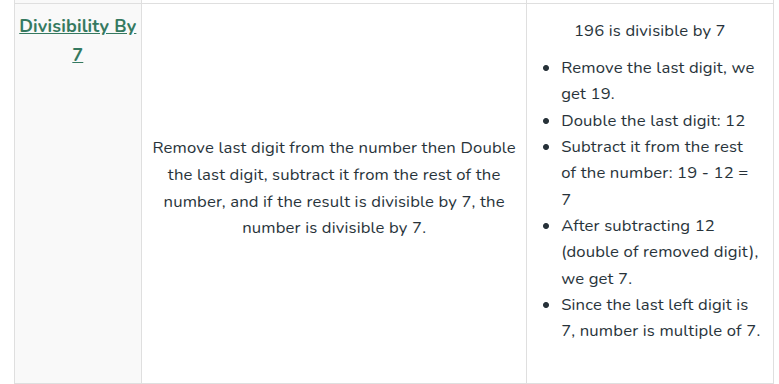 Divisibility By
7
Remove last digit from the number then Double
the last digit, subtract it from the rest of the
number, and if the result is divisible by 7, the
number is divisible by 7.
196 is divisible by 7
• Remove the last digit, we
get 19.
• Double the last digit: 12
• Subtract it from the rest
of the number: 19 - 12 =
7
• After subtracting 12
(double of removed digit),
we get 7.
• Since the last left digit is
7, number is multiple of 7.